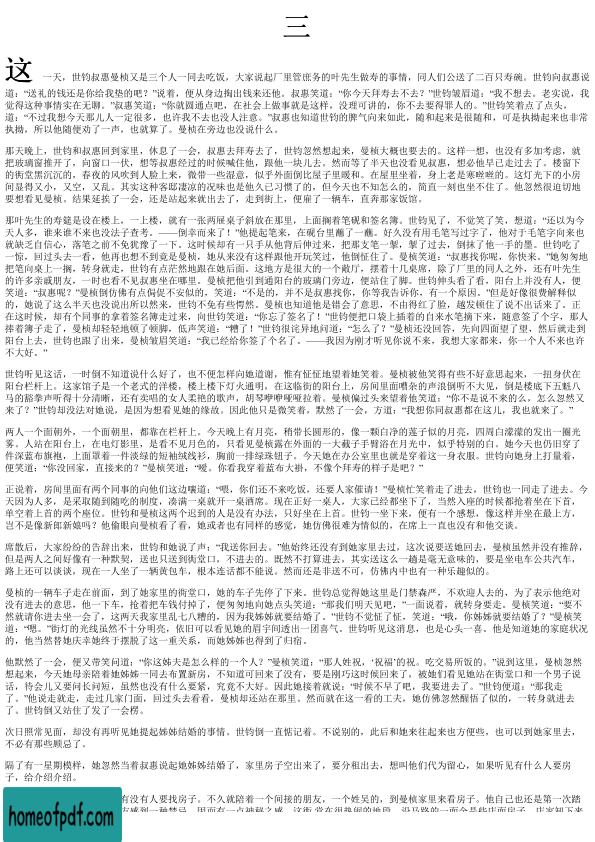 三
这 一天，世钧叔惠曼桢又是三个人一同去吃饭，大家说起厂里管庶务的叶先生做寿的事情，同人们公送了二百只寿碗。世钧向叔惠说
道：“送礼的钱还是你给我垫的吧？”说着，便从身边掏出钱来还他。叔惠笑道：“你今天拜寿去不去？”世钧皱眉道：“我不想去。老实说，我
觉得这种事情实在无聊。”叔惠笑道：“你就圆通点吧，在社会上做事就是这样，没理可讲的，你不去要得罪人的。”世钧笑着点了点头，
道：“不过我想今天那儿人一定很多，也许我不去也没人注意。”叔惠也知道世钧的脾气向来如此，随和起来是很随和，可是执拗起来也非常
执拗，所以他随便劝了一声，也就算了。曼桢在旁边也没说什么。
那天晚上，世钧和叔惠回到家里，休息了一会，叔惠去拜寿去了，世钧忽然想起来，曼桢大概也要去的。这样一想，也没有多加考虑，就
把玻璃窗推开了，向窗口一伏，想等叔惠经过的时候喊住他，跟他一块儿去。然而等了半天也没看见叔惠，想必他早已走过去了。楼窗下
的街堂黑沉沉的，春夜的风吹到人脸上来，微带一些湿意，似乎外面倒比屋子里暖和。在屋里坐着，身上老是寒咝咝的。这灯光下的小房
间显得又小，又空，又乱。其实这种客邸凄凉的况味也是他久已习惯了的，但今天也不知怎么的，简直一刻也坐不住了。他忽然很迫切地
要想看见曼桢。结果延挨了一会，还是站起来就出去了，走到街上，便雇了一辆车，直奔那家饭馆。
那叶先生的寿筵是设在楼上。一上楼，就有一张两屉桌子斜放在那里，上面搁着笔砚和签名簿。世钧见了，不觉笑了笑，想道：“还以为今
天人多，谁来谁不来也没法子查考。——倒幸而来了！”他提起笔来，在砚台里蘸了一蘸。好久没有用毛笔写过字了，他对于毛笔字向来也
就缺乏自信心，落笔之前不免犹豫了一下。这时候却有一只手从他背后伸过来，把那支笔一掣，掣了过去，倒抹了他一手的墨。世钧吃了
一惊，回过头去一看，他再也想不到竟是曼桢，她从来没有这样跟他开玩笑过，他倒怔住了。曼桢笑道：“叔惠找你呢，你快来。”她匆匆地
把笔向桌上一搁，转身就走，世钧有点茫然地跟在她后面。这地方是很大的一个敞厅，摆着十几桌席，除了厂里的同人之外，还有叶先生
的许多亲戚朋友，一时也看不见叔惠坐在哪里。曼桢把他引到通阳台的玻璃门旁边，便站住了脚。世钧伸头看了看，阳台上并没有人，便
笑道：“叔惠呢？”曼桢倒仿佛有点侷促不安似的，笑道：“不是的，并不是叔惠找你，你等我告诉你，有一个原因。”但是好像很费解释似
的，她说了这么半天也没说出所以然来，世钧不免有些愕然。曼桢也知道他是错会了意思，不由得红了脸，越发顿住了说不出话来了。正
在这时候，却有个同事的拿着签名簿走过来，向世钧笑道：“你忘了签名了！”世钧便把口袋上插着的自来水笔摘下来，随意签了个字，那人
捧着簿子走了，曼桢却轻轻地顿了顿脚，低声笑道：“糟了！”世钧很诧异地问道：“怎么了？”曼桢还没回答，先向四面望了望，然后就走到
阳台上去，世钧也跟了出来，曼桢皱眉笑道：“我已经给你签了个名了。——我因为刚才听见你说不来，我想大家都来，你一个人不来也许
不大好。”
世钧听见这话，一时倒不知道说什么好了，也不便怎样向她道谢，惟有怔怔地望着她笑着。曼桢被他笑得有些不好意思起来，一扭身伏在
阳台栏杆上。这家馆子是一个老式的洋楼，楼上楼下灯火通明，在这临街的阳台上，房间里面嘈杂的声浪倒听不大见，倒是楼底下五魁八
马的豁拳声听得十分清晰，还有卖唱的女人柔艳的歌声，胡琴咿咿哑哑拉着。曼桢偏过头来望着他笑道：“你不是说不来的么，怎么忽然又
来了？”世钧却没法对她说，是因为想看见她的缘故。因此他只是微笑着，默然了一会，方道：“我想你同叔惠都在这儿，我也就来了。”
两人一个面朝外，一个面朝里，都靠在栏杆上。今天晚上有月亮，稍带长圆形的，像一颗白净的莲子似的月亮，四周白濛濛的发出一圈光
雾。人站在阳台上，在电灯影里，是看不见月色的，只看见曼桢露在外面的一大截子手臂浴在月光中，似乎特别的白。她今天也仍旧穿了
件深蓝布旗袍，上面罩着一件淡绿的短袖绒线衫，胸前一排绿珠钮子。今天她在办公室里也就是穿着这一身衣服。世钧向她身上打量着，
便笑道：“你没回家，直接来的？”曼桢笑道：“嗳。你看我穿着蓝布大褂，不像个拜寿的样子是吧？”
正说着，房间里面有两个同事的向他们这边嚷道：“喂，你们还不来吃饭，还要人家催请！”曼桢忙笑着走了进去，世钧也一同走了进去。今
天因为人多，是采取随到随吃的制度，凑满一桌就开一桌酒席。现在正好一桌人，大家已经都坐下了，当然入座的时候都抢着坐在下首，
单空着上首的两个座位。世钧和曼桢这两个迟到的人是没有办法，只好坐在上首。世钧一坐下来，便有一个感想，像这样并坐在最上方，
岂不是像新郎新娘吗？他偷眼向曼桢看了看，她或者也有同样的感觉，她仿佛很难为情似的，在席上一直也没有和他交谈。
席散后，大家纷纷的告辞出来，世钧和她说了声：“我送你回去。”他始终还没有到她家里去过，这次说要送她回去，曼桢虽然并没有推辞，
但是两人之间好像有一种默契，送也只送到街堂口，不进去的。既然不打算进去，其实送这么一趟是毫无意味的，要是坐电车公共汽车，
路上还可以谈谈，现在一人坐了一辆黄包车，根本连话都不能说。然而还是非送不可，仿佛内中也有一种乐趣似的。
曼桢的一辆车子走在前面，到了她家里的街堂口，她的车子先停了下来。世钧总觉得她这里是门禁森严，不欢迎人去的，为了表示他绝对
没有进去的意思，他一下车，抢着把车钱付掉了，便匆匆地向她点头笑道：“那我们明天见吧，”一面说着，就转身要走。曼桢笑道：“要不
然就请你进去坐一会了，这两天我家里乱七八糟的，因为我姊姊就要结婚了。”世钧不觉怔了怔，笑道：“哦，你姊姊就要结婚了？”曼桢笑
道：“嗯。”街灯的光线虽然不十分明亮，依旧可以看见她的眉宇间透出一团喜气。世钧听见这消息，也是心头一喜。他是知道她的家庭状况
的，他当然替她庆幸她终于摆脱了这一重关系，而她姊姊也得到了归宿。
他默然了一会，便又带笑问道：“你这姊夫是怎么样的一个人？”曼桢笑道：“那人姓祝，‘祝福’的祝。吃交易所饭的。”说到这里，曼桢忽然
想起来，今天她母亲陪着她姊姊一同去布置新房，不知道可回来了没有，要是刚巧这时候回来了，被她们看见她站在街堂口和一个男子说
话，待会儿又要问长问短，虽然也没有什么要紧，究竟不大好。因此她接着就说：“时候不早了吧，我要进去了。”世钧便道：“那我走
了。”他说走就走，走过几家门面，回过头去看看，曼桢却还站在那里。然而就在这一看的工夫，她仿佛忽然醒悟了似的，一转身就进去
了。世钧倒又站住了发了一会楞。
次日照常见面，却没有再听见她提起姊姊结婚的事情。世钧倒一直惦记着。不说别的，此后和她来往起来也方便些，也可以到她家里去，
不必有那些顾忌了。
隔了有一星期模样，她忽然当着叔惠说起她姊姊结婚了，家里房子空出来了，要分租出去，想叫他们代为留心，如果听见有什么人要房
子，给介绍介绍。
有没有人要找房子。不久就陪着一个间接的朋友，一个姓吴的，到曼桢家里来看房子。他自己也还是第一次踏
homeofpdf.com